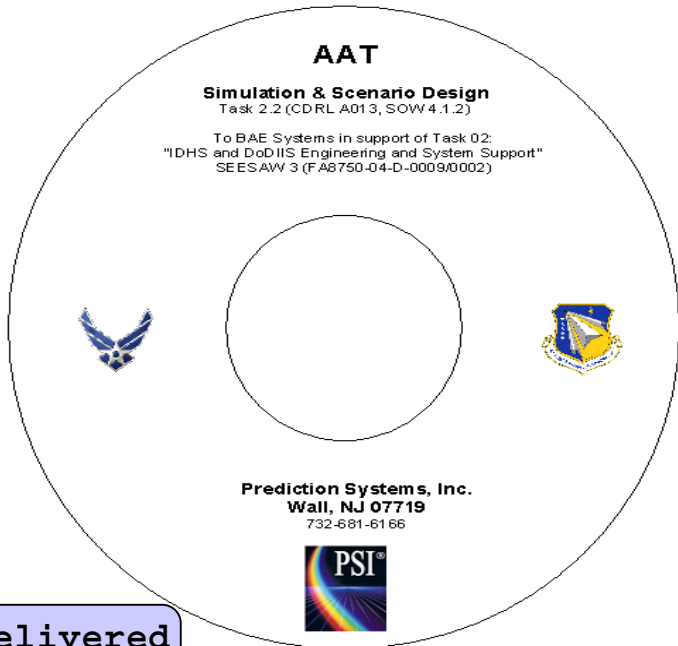 AAT
Simulation & Scenario Design
Task 2.2 (CDRL A013, SOW 4.1.2)
To BAE Systems in support of Task 02:
"IDHS and DoDIIS Engineering and System Support"
SEESAW 3 (FA8750-04-D-0009/0002)
Prediction Systems, Inc.
Wall, NJ 07719
732-681-6166
PSI®
elivered